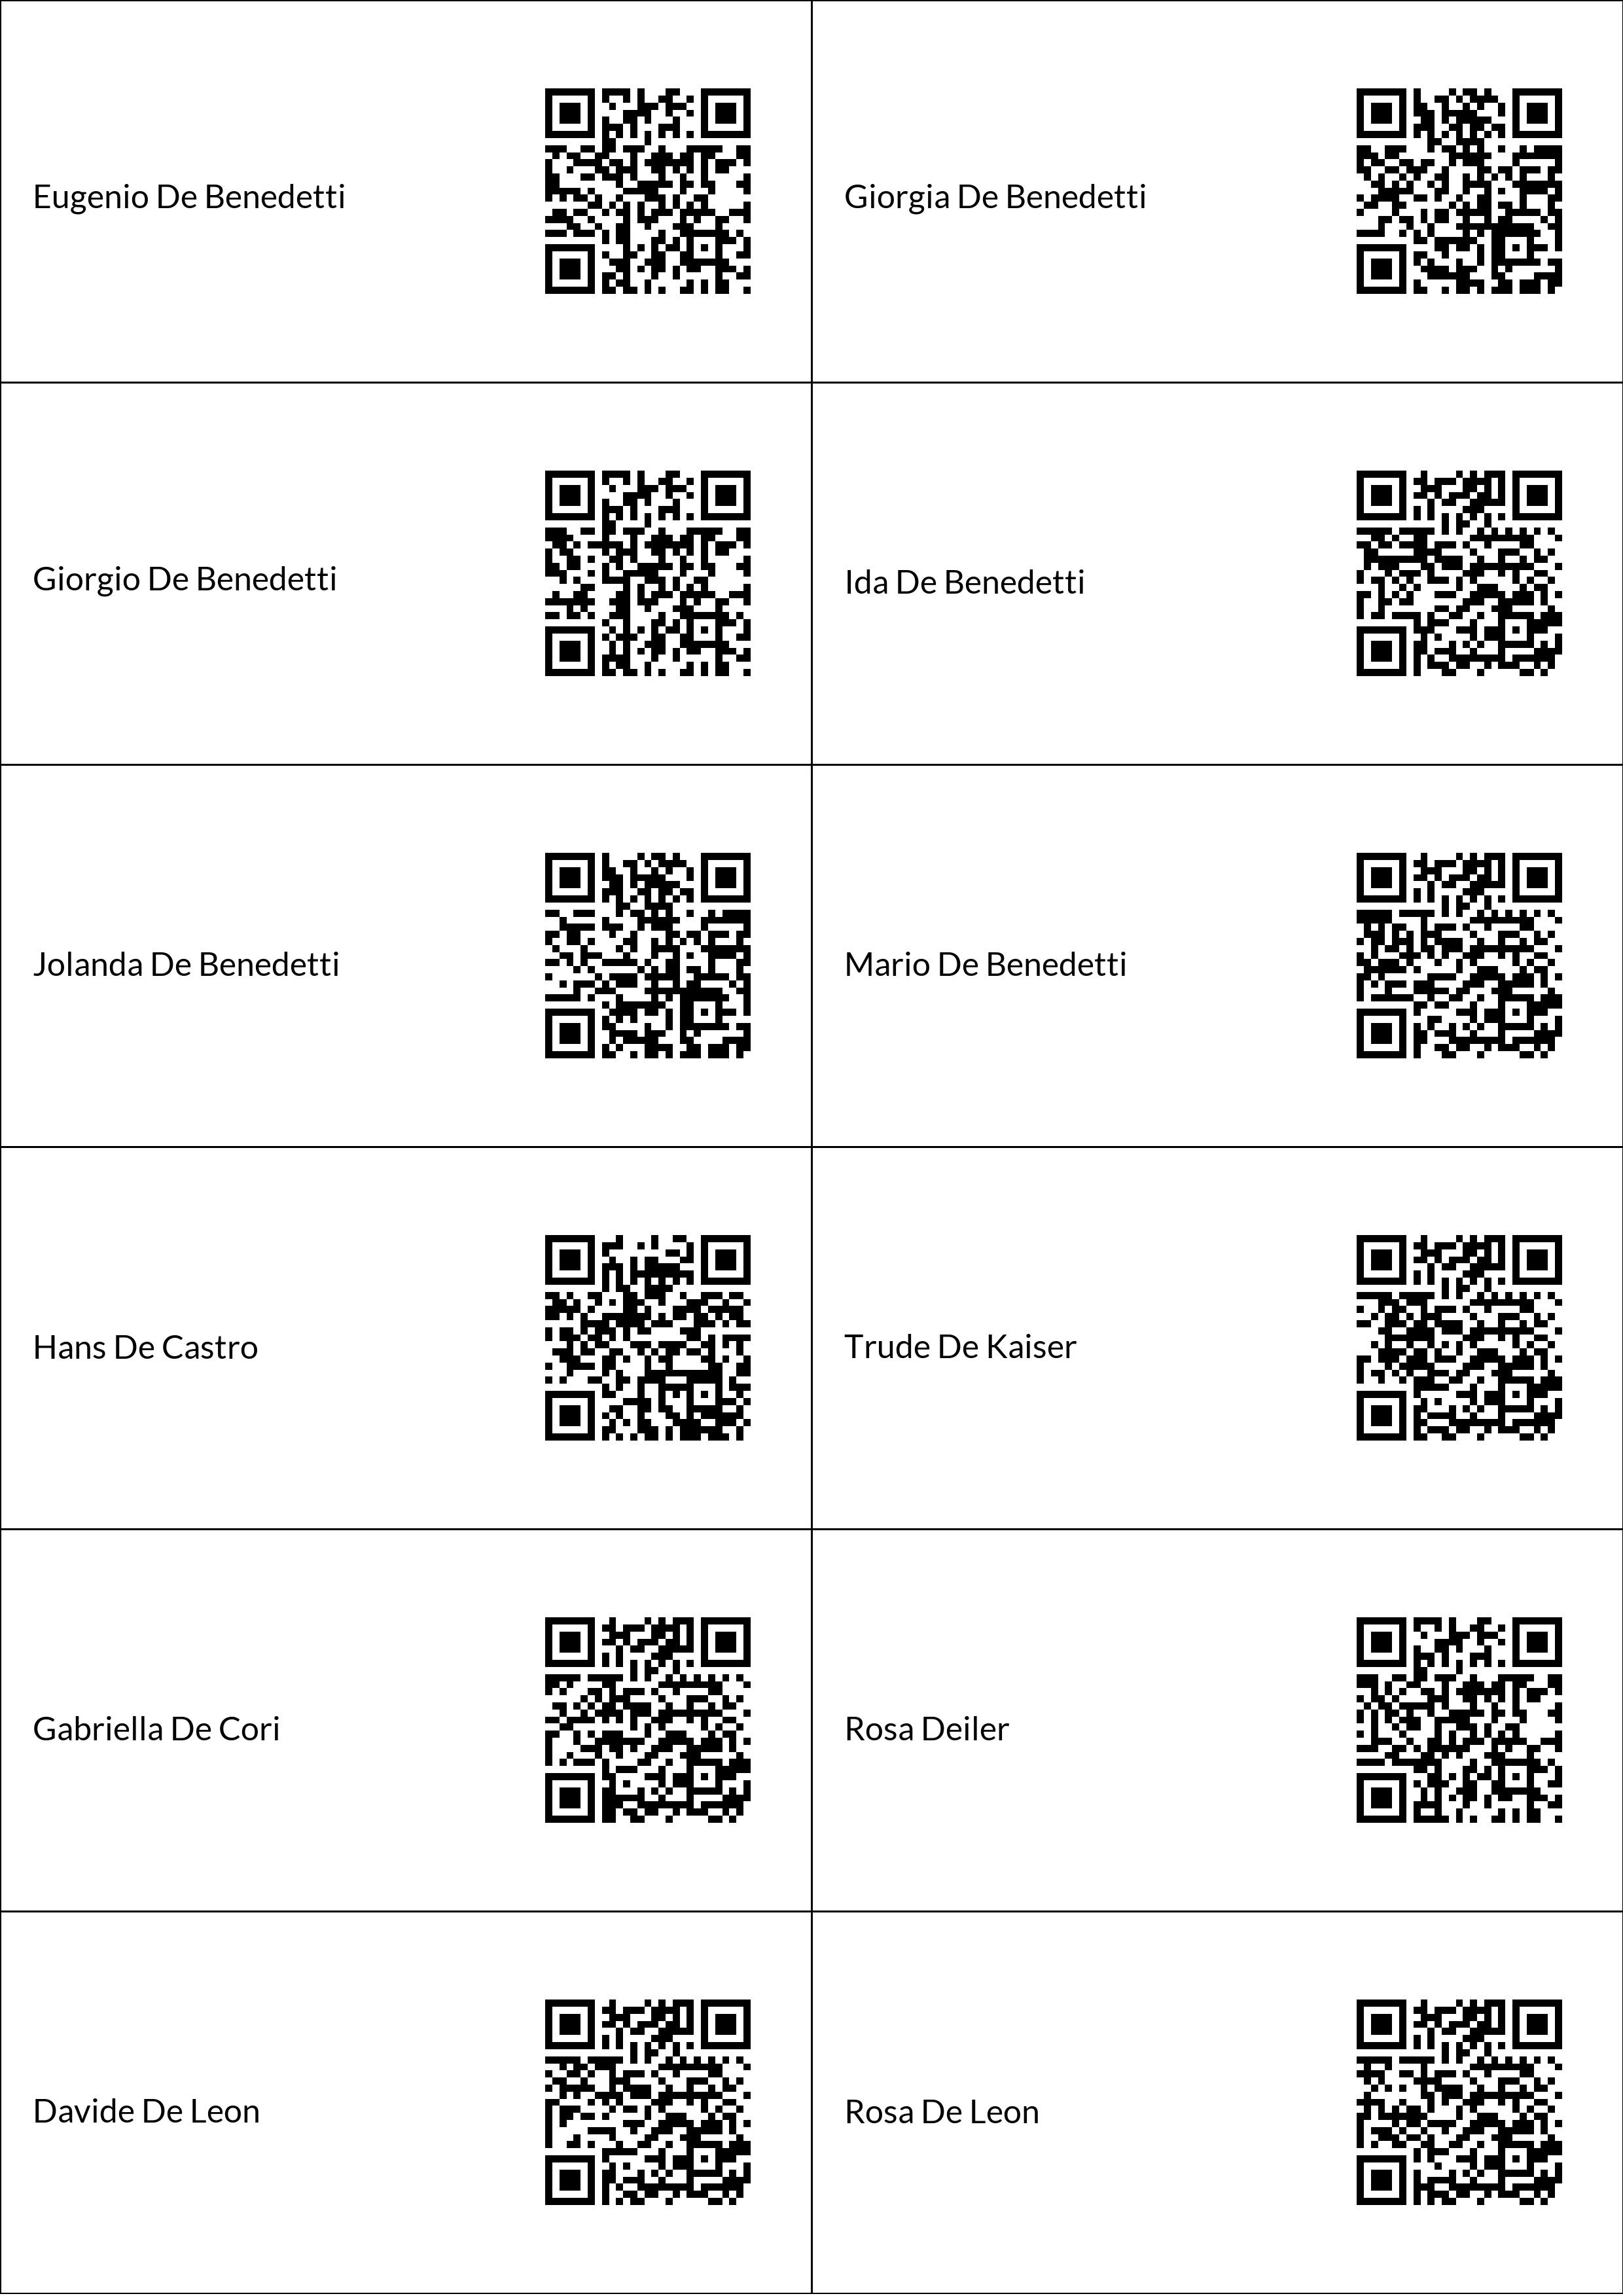 Eugenio De Benedetti
Giorgia De Benedetti
Giorgio De Benedetti
Ida De Benedetti
Jolanda De Benedetti
Mario De Benedetti
Hans De Castro
Trude De Kaiser
Gabriella De Cori
Rosa Deiler
Davide De Leon
Rosa De Leon